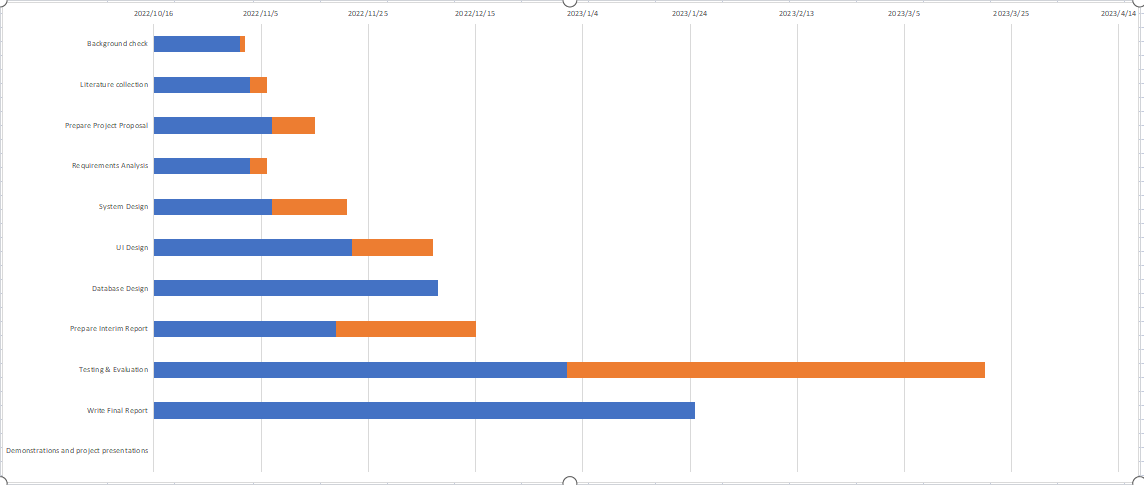 2022/10/16 2022/11/5 2022/11/25 2022/12/15 2023/1/4 2023/1/24 2023/2/13 2023/3/5 2023/3/25 2023/4/14
Background check
Literature collection
Prepare Project Proposal
Requirements Analysis
System Design
UI Design
Database Design
Prepare Interim Report
Testing & Evaluation
Write Final Report
Demonstrations and project presentations